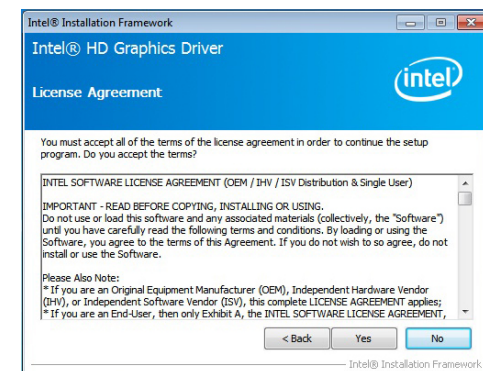 Intel® Installation Framework
Intel® HD Graphics Driver
License Agreement
intel
You must accept all of the terms of the license agreement in order to continue the setup
program. Do you accept the terms?
INTEL SOFTWARE LICENSE AGREEMENT (OEM / IHV / ISV Distribution & Single User)
IMPORTANT - READ BEFORE COPYING, INSTALLING OR USING.
Do not use or load this software and any associated materials (collectively, the "Software")
until you have carefully read the following terms and conditions. By loading or using the
Software, you agree to the terms of this Agreement. If you do not wish to so agree, do not
install or use the Software.
Please Also Note:
* If you are an Original Equipment Manufacturer (OEM), Independent Hardware Vendor
(IHV), or Independent Software Vendor (ISV), this complete LICENSE AGREEMENT applies;
* If you are an End-User, then only Exhibit A, the INTEL SOFTWARE LICENSE AGREEMENT,
< Back Yes No
Intel® Installation Framework